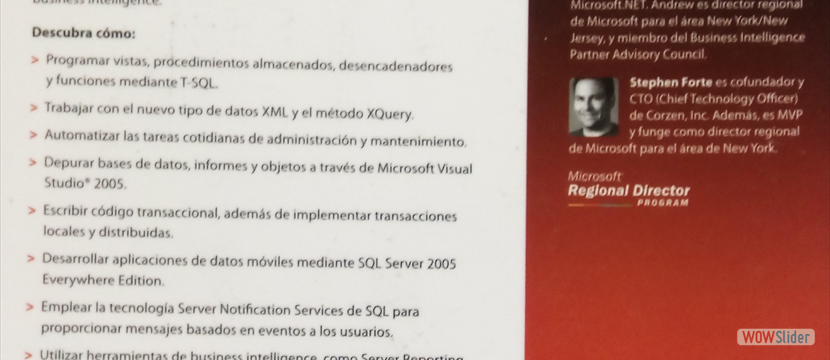 business intelligence.
Descubra cómo:
> Programar vistas, procedimientos almacenados, desencadenadores
y funciones mediante T-SQL.
> Trabajar con el nuevo tipo de datos XML y el método XQuery.
> Automatizar las tareas cotidianas de administración y mantenimiento.
> Depurar bases de datos, informes y objetos a través de Microsoft Visual
Studio® 2005.
> Escribir código transaccional, además de implementar transacciones
locales y distribuidas.
> Desarrollar aplicaciones de datos móviles mediante SQL Server 2005
Everywhere Edition.
> Emplear la tecnología Server Notification Services de SQL para
proporcionar mensajes basados en eventos a los usuarios.
> Utilizar herramientas de business intelligence, como Server Reporting
Microsoft.NET. Andrew es director regional
de Microsoft para el área New York/New
Jersey, y miembro del Business Intelligence
Partner Advisory Council.
Stephen Forte es cofundador y
CTO (Chief Technology Officer)
de Corzen, Inc. Además, es MVP
y funge como director regional
de Microsoft para el área de New York.
Microsoft
Regional Director
PROGRAM
WOWSlider